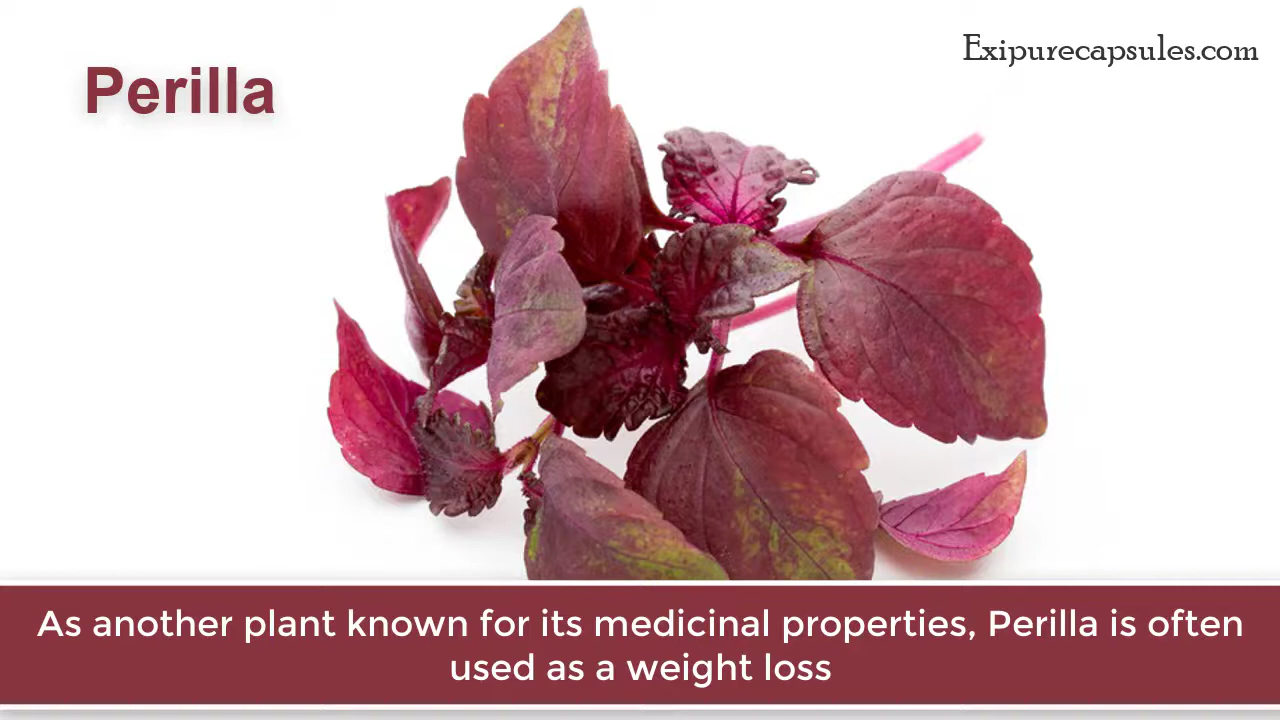 Perilla
Exipurecapsules.com
As another plant known for its medicinal properties, Perilla is often
used as a weight loss